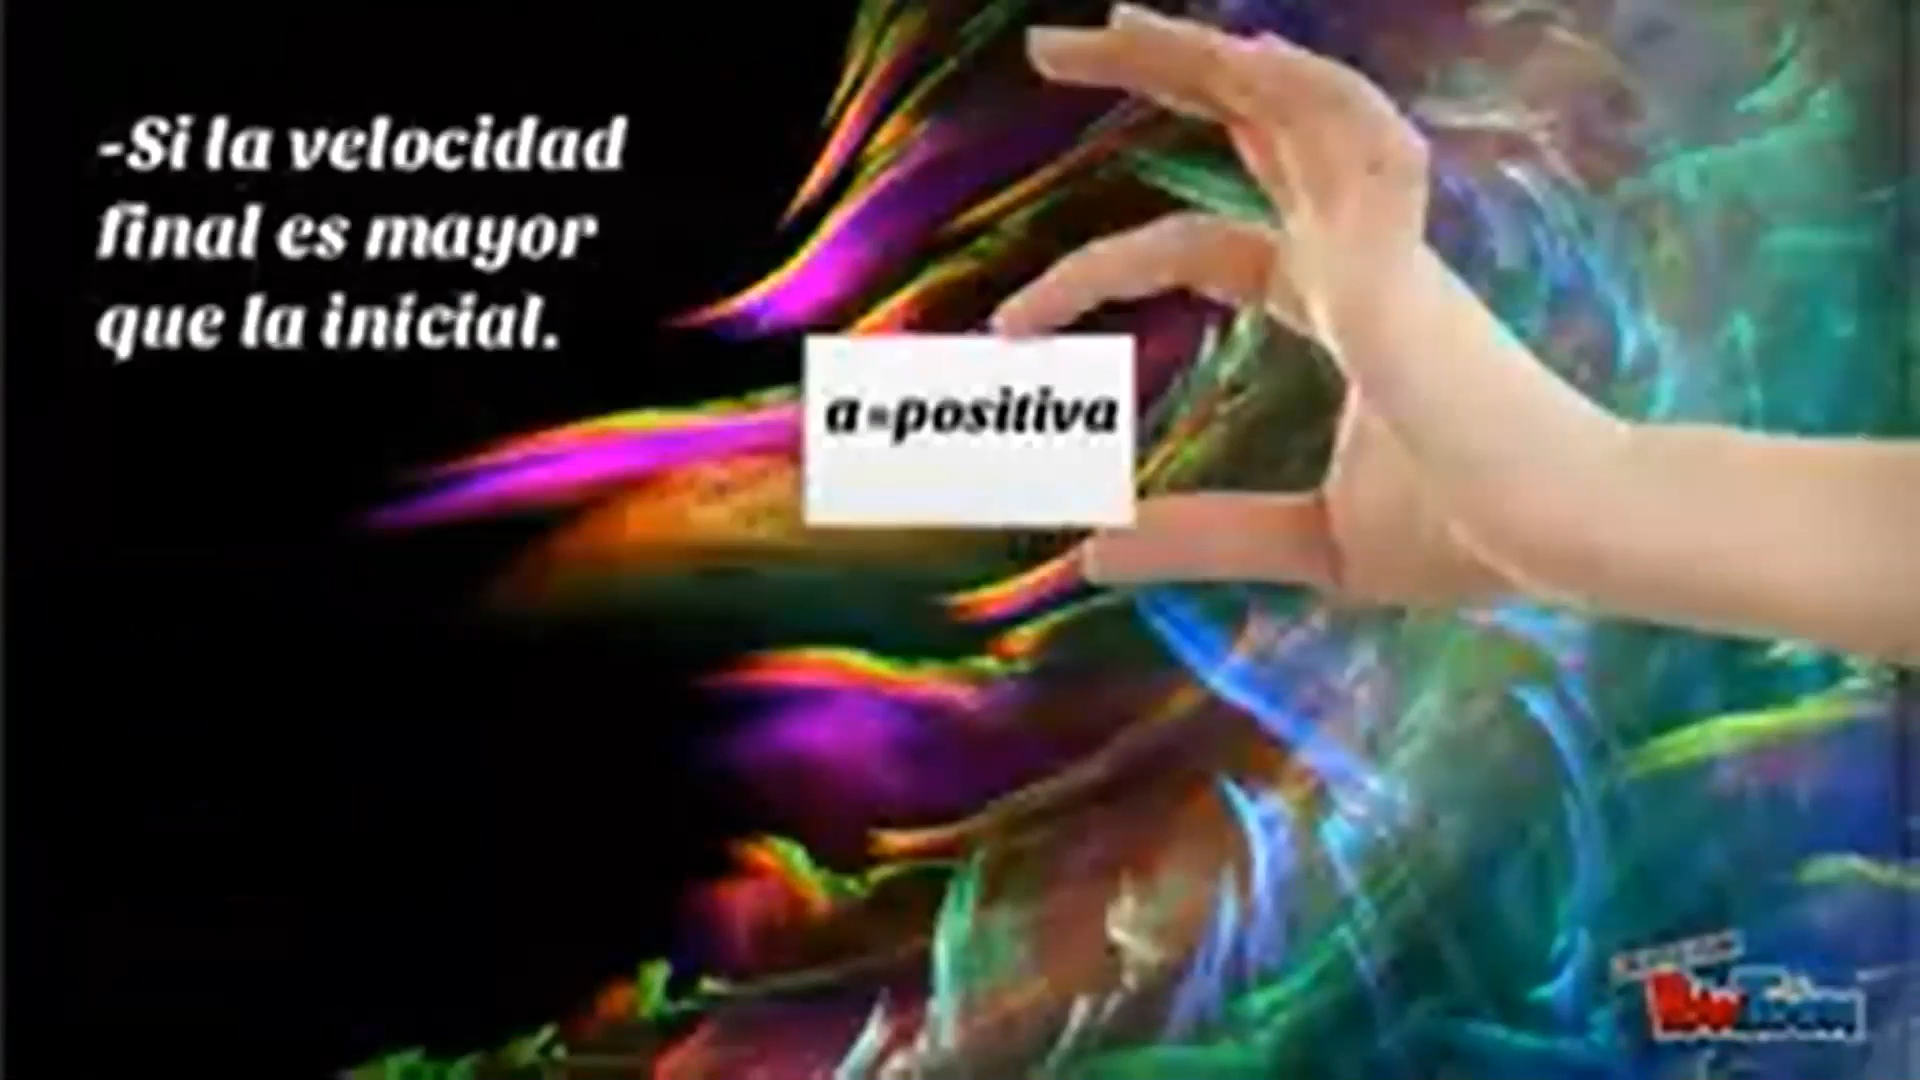 -Si la velocidad
final es mayor
que la inicial.
a=positiva